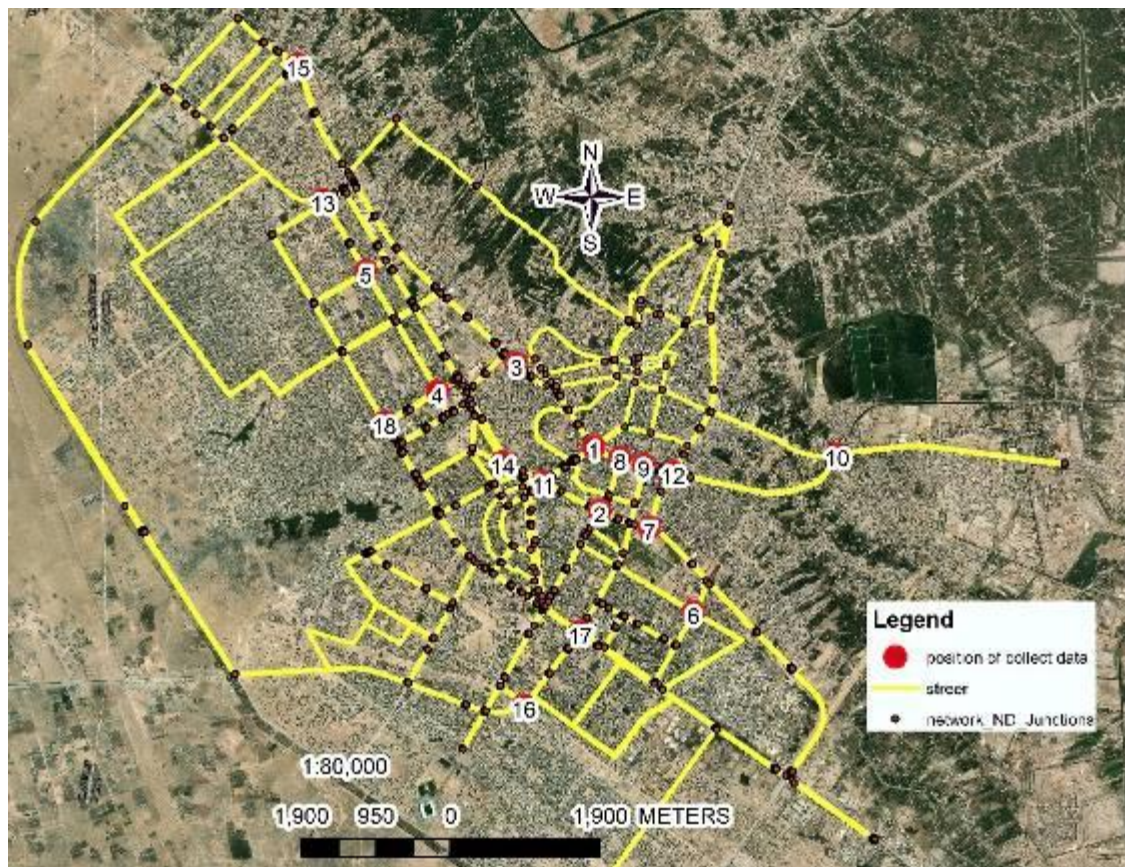 15
N
W E
S
13
5
3
4
18
1
10
8
9
12
14
11
2
7
6
17
16
Legend
position of collect data
streer
network_ND_Junctions
1:80,000
1,900 950 0 1,900 METERS